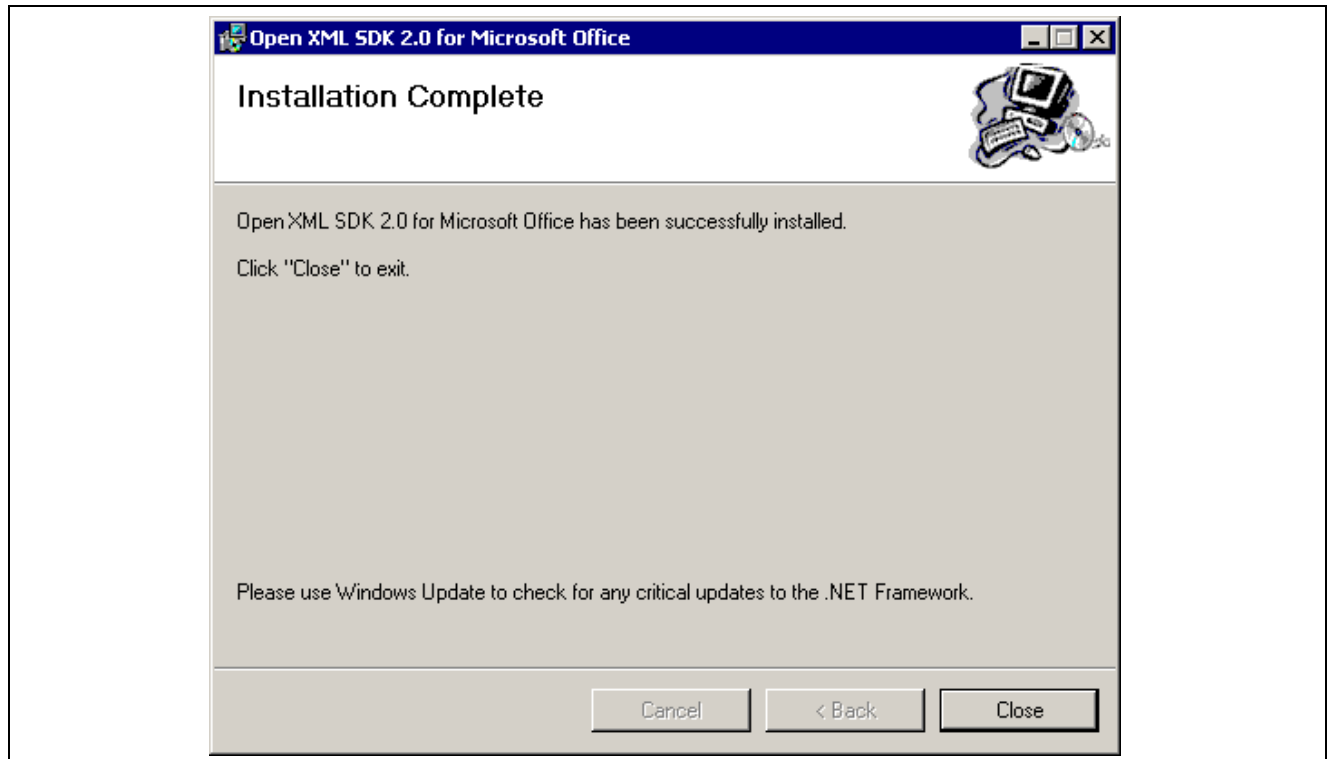 Open XML SDK 2.0 for Microsoft Office
Installation Complete
Open XML SDK 2.0 for Microsoft Office has been successfully installed.
Click "Close" to exit.
Please use Windows Update to check for any critical updates to the .NET Framework.
Cancel < Back Close